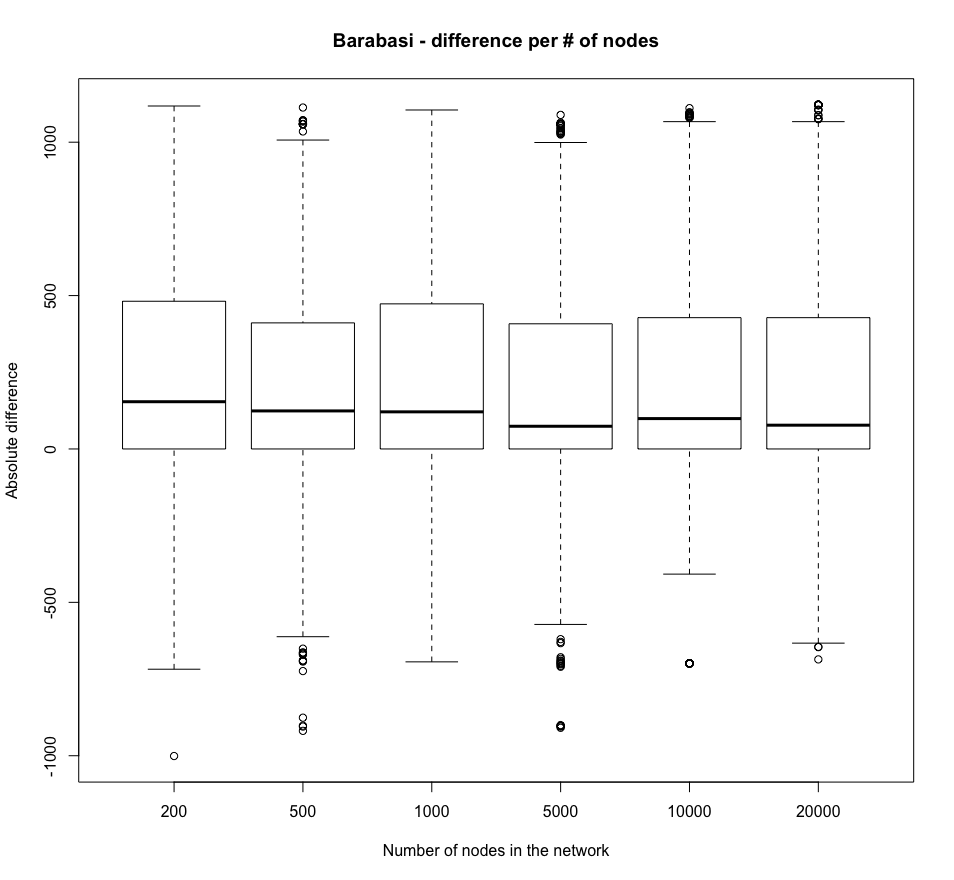 Barabasi - difference per # of nodes
Absolute difference
1000
500
0
-500
-1000
200 500 1000 5000 10000 20000
Number of nodes in the network